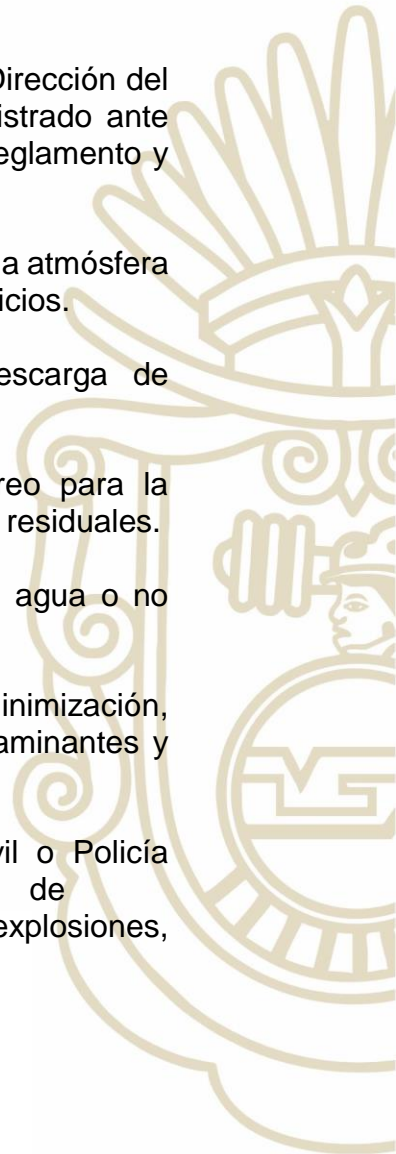 Dirección del
istrado ante
eglamento y
a atmósfera
icios.
escarga de
reo para la
residuales.
agua o no
inimización,
aminantes y
vil o Policía
de
explosiones,